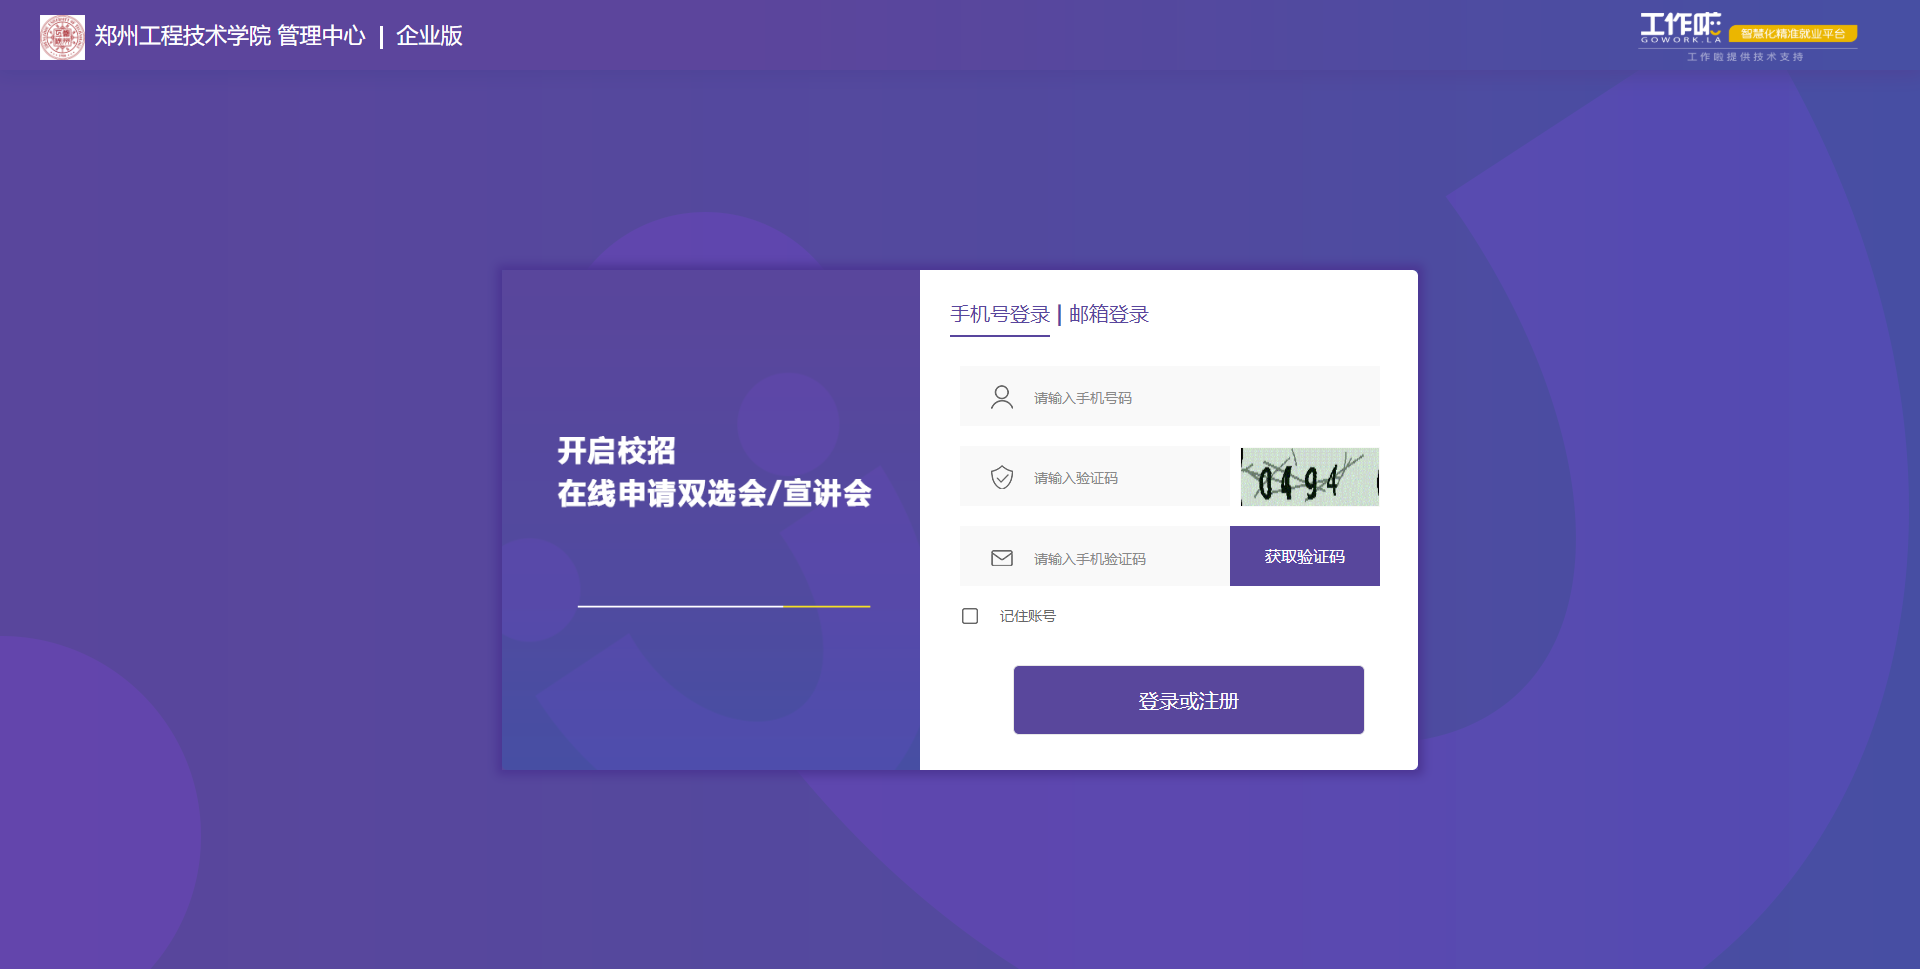 郑州工程技术学院 管理中心 | 企业版
工作啦
GOWORK.LA
智慧化精准就业平台
工作啦提供技术支持
开启校招
在线申请双选会/宣讲会
手机号登录 | 邮箱登录
请输入手机号码
请输入验证码
0494
请输入手机验证码
获取验证码
记住账号
登录或注册